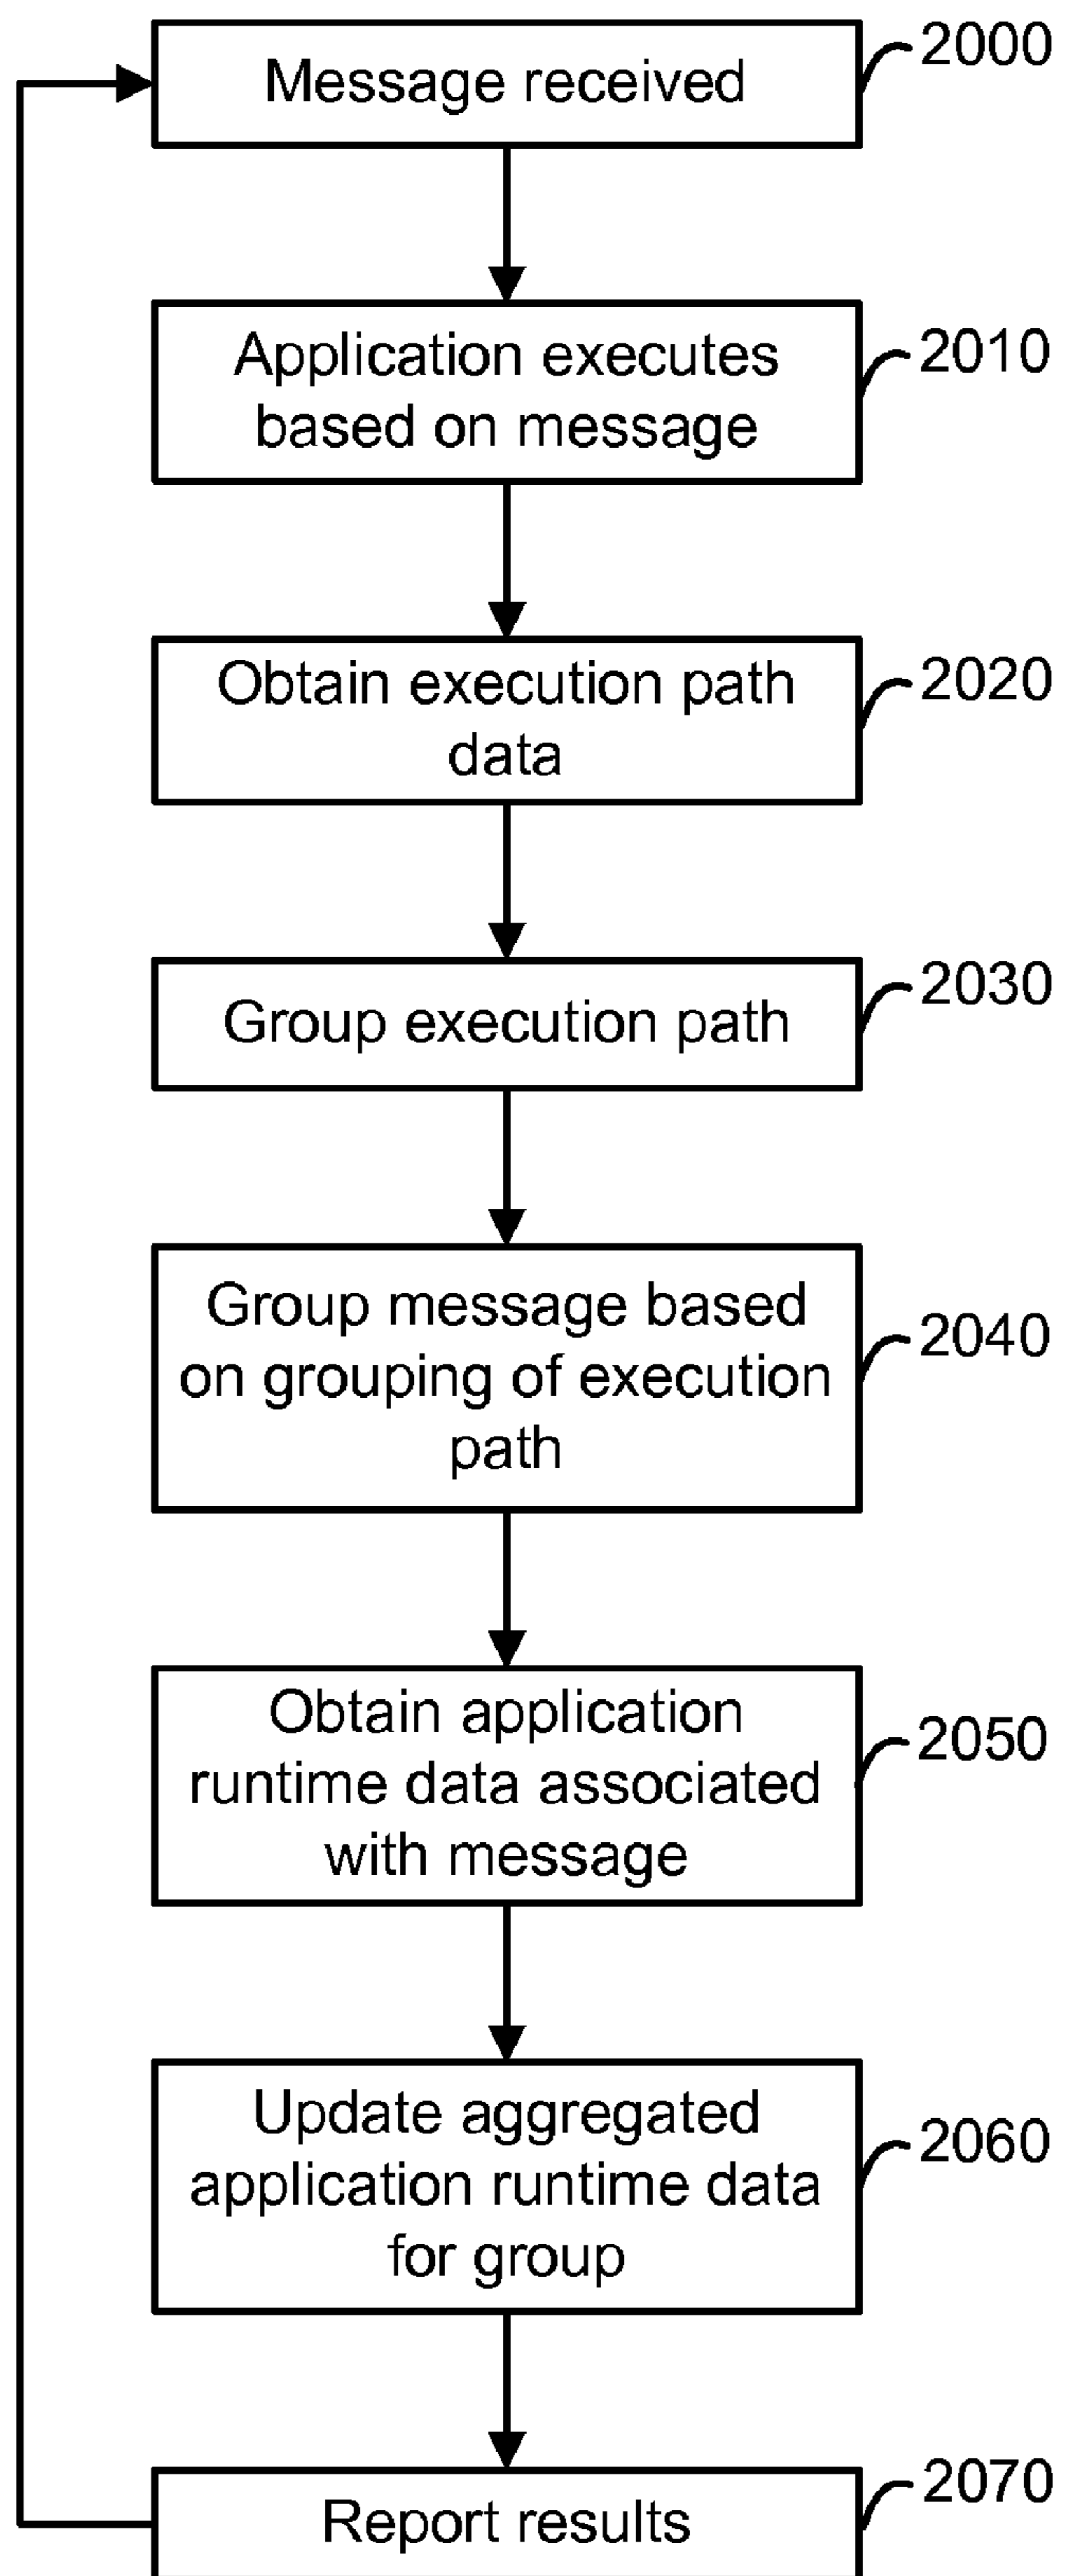 Message received
2000
Application executes
based on message
2010
Obtain execution path
data
2020
Group execution path
2030
Group message based
on grouping of execution
path
2040
Obtain application
runtime data associated
with message
2050
Update aggregated
application runtime data
for group
2060
Report results
2070